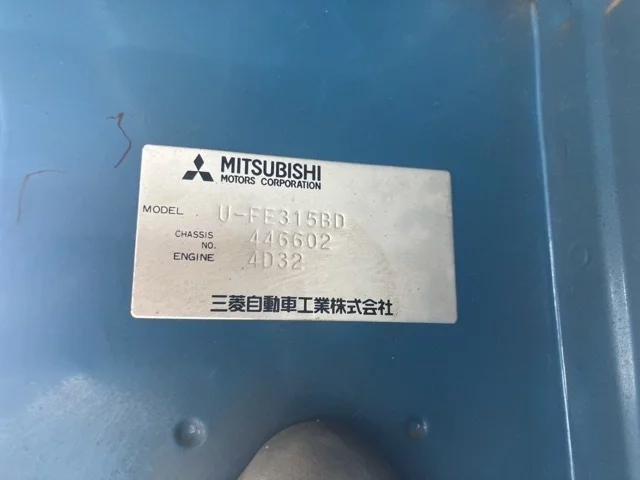 MITSUBISHI
MOTORS CORPORATION
MODEL U-FE315BD
CHASSIS NO. 446602
ENGINE 4D32
三菱自動車工業株式会社